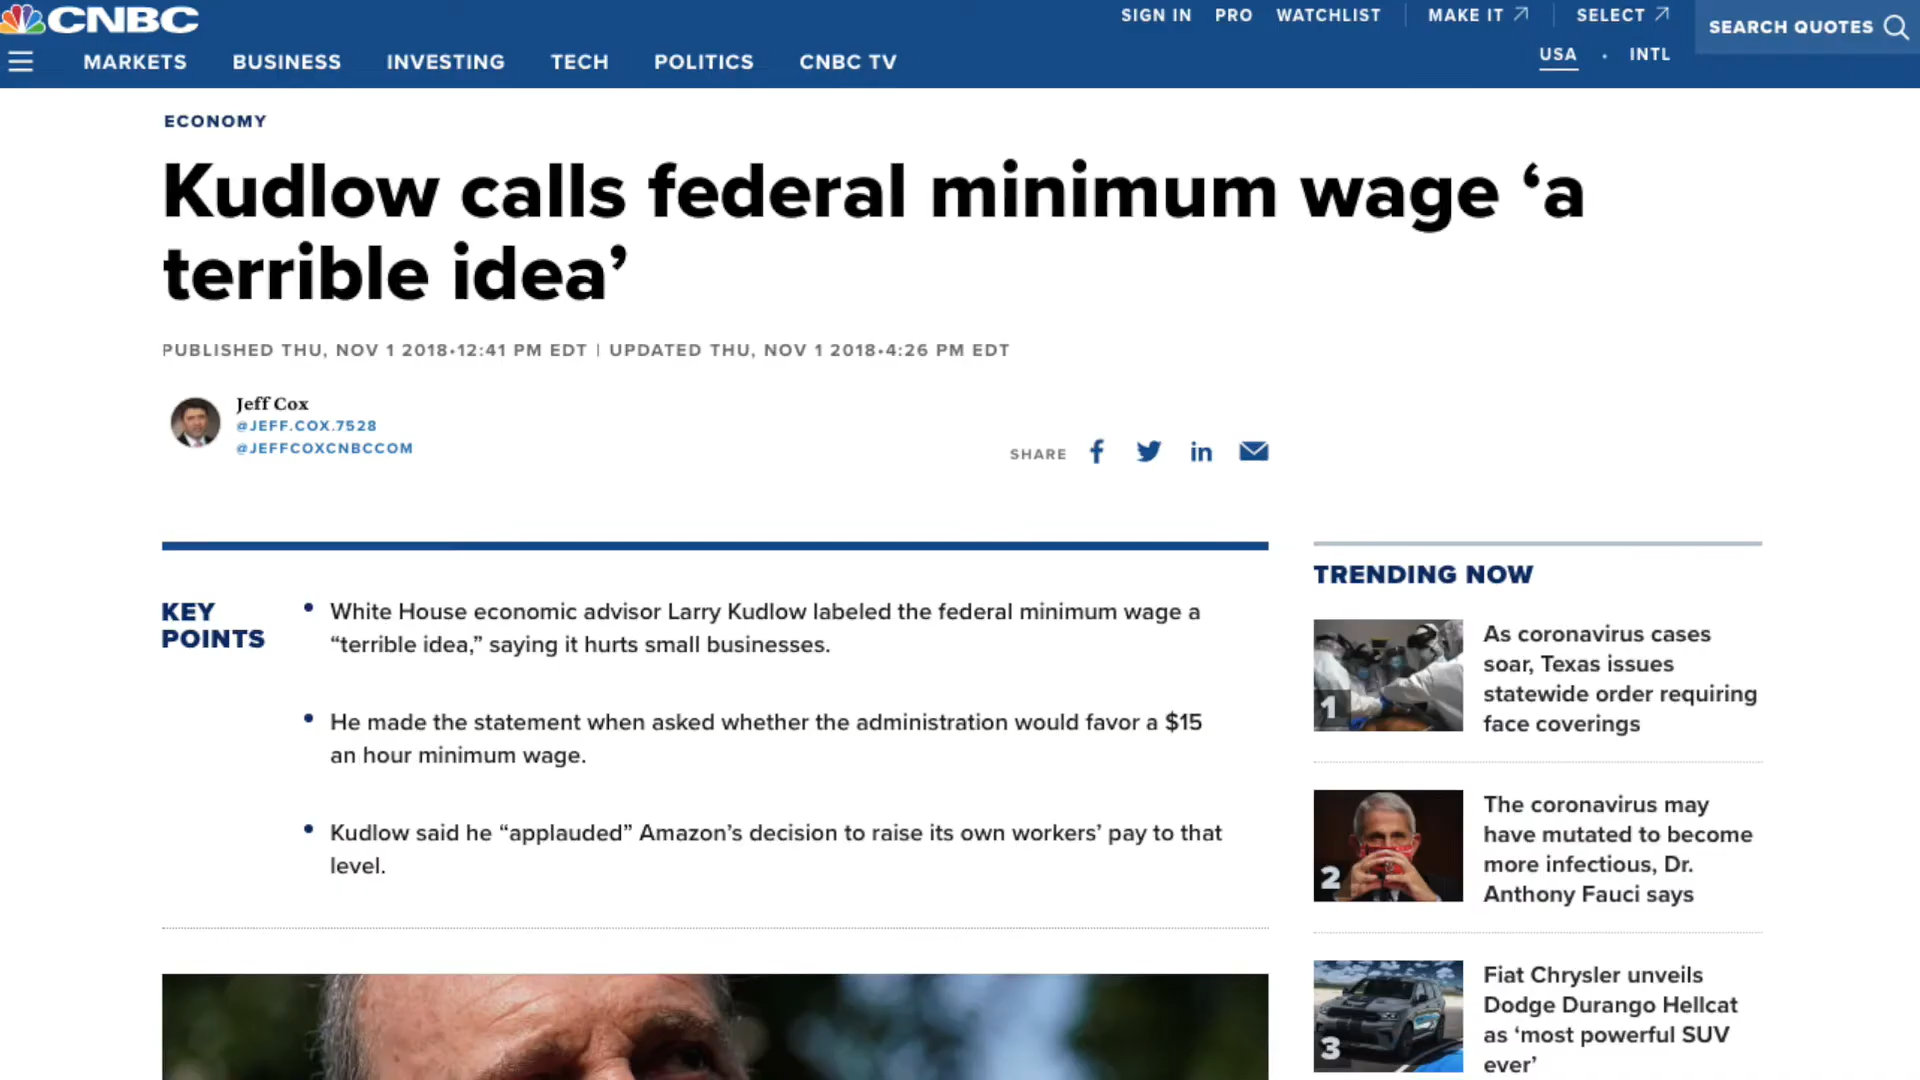 CNBC
SIGN IN PRO WATCHLIST MAKE IT SELECT
SEARCH QUOTES
USA • INTL
MARKETS BUSINESS INVESTING TECH POLITICS CNBC TV
ECONOMY
Kudlow calls federal minimum wage ‘a
terrible idea’
PUBLISHED THU, NOV 1 2018•12:41 PM EDT | UPDATED THU, NOV 1 2018•4:26 PM EDT
Jeff Cox
@JEFF.COX.7528
@JEFFCOXCNBCCOM
SHARE
KEY
POINTS
• White House economic advisor Larry Kudlow labeled the federal minimum wage a
“terrible idea,” saying it hurts small businesses.
• He made the statement when asked whether the administration would favor a $15
an hour minimum wage.
• Kudlow said he “applauded” Amazon’s decision to raise its own workers’ pay to that
level.
TRENDING NOW
1
As coronavirus cases
soar, Texas issues
statewide order requiring
face coverings
2
The coronavirus may
have mutated to become
more infectious, Dr.
Anthony Fauci says
3
Fiat Chrysler unveils
Dodge Durango Hellcat
as ‘most powerful SUV
ever’